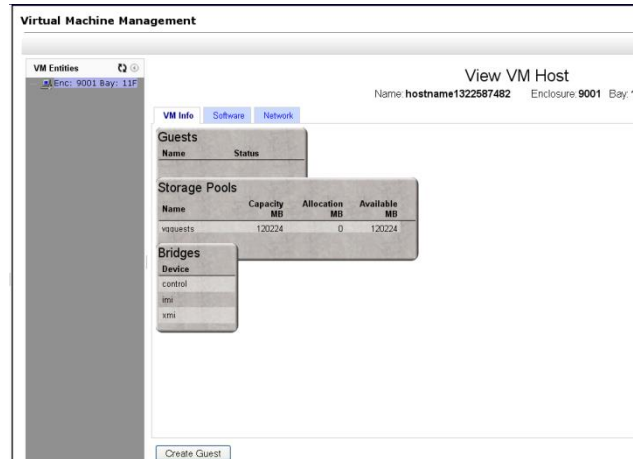 Virtual Machine Management
VM Entities
Enc: 9001 Bay: 11F
View VM Host
Name: hostname1322587482 Enclosure: 9001 Bay:
VM Info Software Network
Guests
Name Status
Storage Pools
Name Capacity MB Allocation MB Available MB
vgguests 120224 0 120224
Bridges
Device
control
imi
xmi
Create Guest